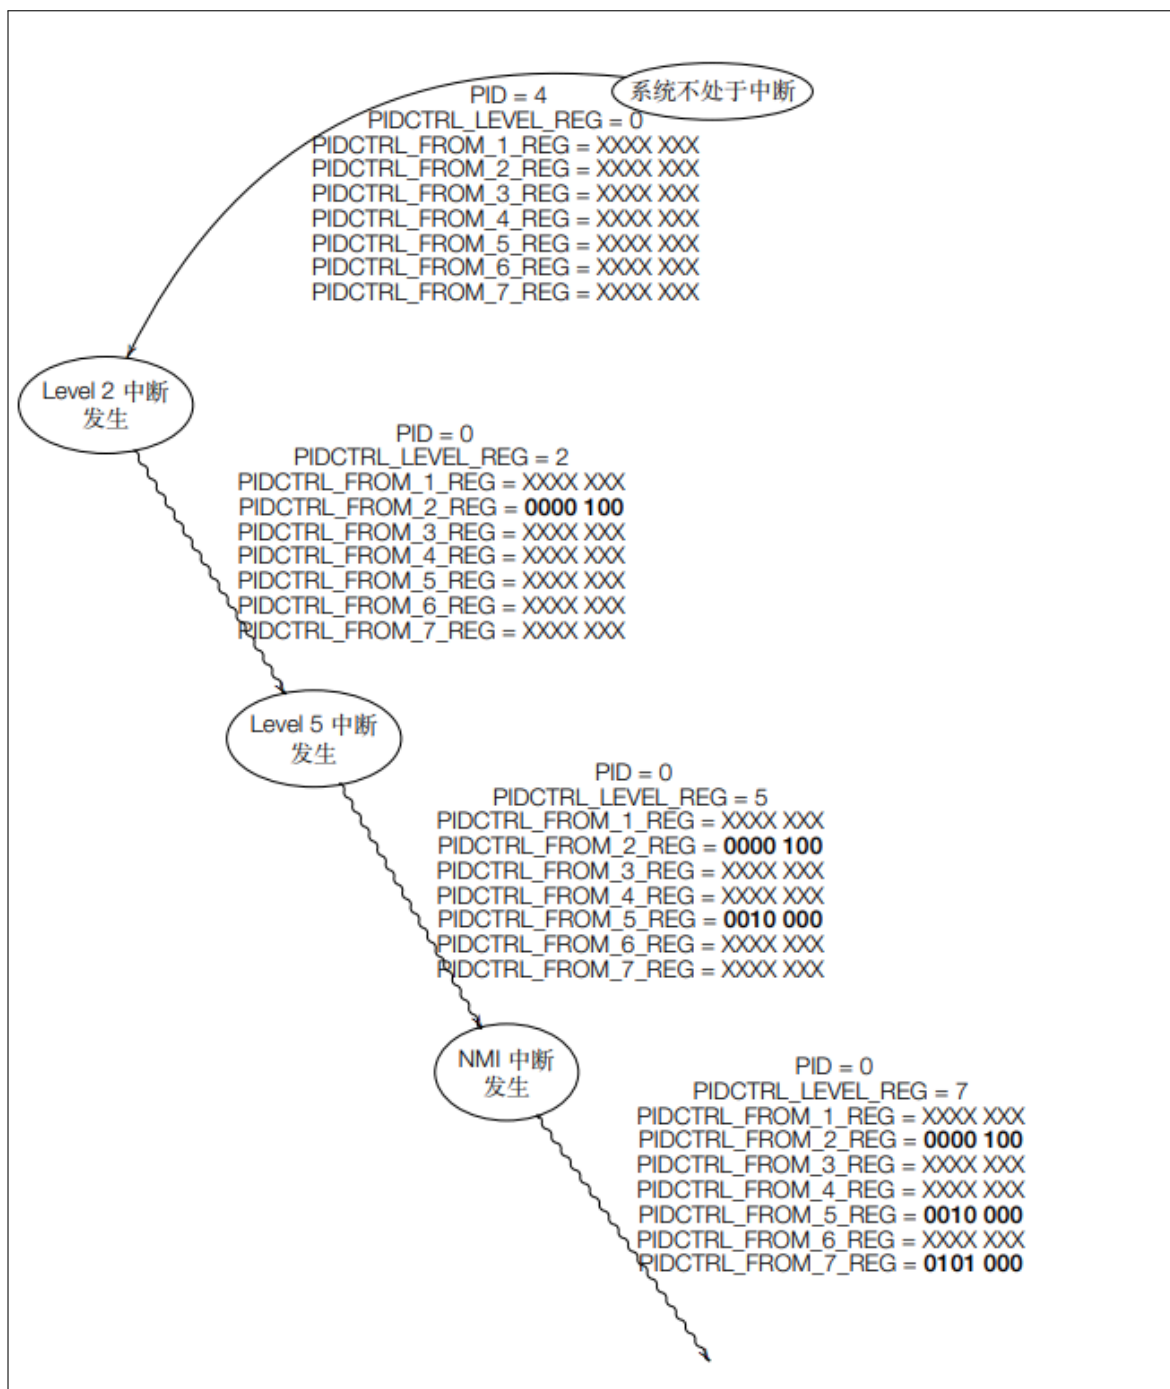 系统不处于中断
PID = 4
PIDCTRL_LEVEL_REG = 0
PIDCTRL_FROM_1_REG = XXXX XXX
PIDCTRL_FROM_2_REG = XXXX XXX
PIDCTRL_FROM_3_REG = XXXX XXX
PIDCTRL_FROM_4_REG = XXXX XXX
PIDCTRL_FROM_5_REG = XXXX XXX
PIDCTRL_FROM_6_REG = XXXX XXX
PIDCTRL_FROM_7_REG = XXXX XXX
Level 2 中断
发生
PID = 0
PIDCTRL_LEVEL_REG = 2
PIDCTRL_FROM_1_REG = XXXX XXX
PIDCTRL_FROM_2_REG = 0000 100
PIDCTRL_FROM_3_REG = XXXX XXX
PIDCTRL_FROM_4_REG = XXXX XXX
PIDCTRL_FROM_5_REG = XXXX XXX
PIDCTRL_FROM_6_REG = XXXX XXX
PIDCTRL_FROM_7_REG = XXXX XXX
Level 5 中断
发生
PID = 0
PIDCTRL_LEVEL_REG = 5
PIDCTRL_FROM_1_REG = XXXX XXX
PIDCTRL_FROM_2_REG = 0000 100
PIDCTRL_FROM_3_REG = XXXX XXX
PIDCTRL_FROM_4_REG = XXXX XXX
PIDCTRL_FROM_5_REG = 0010 000
PIDCTRL_FROM_6_REG = XXXX XXX
PIDCTRL_FROM_7_REG = XXXX XXX
NMI 中断
发生
PID = 0
PIDCTRL_LEVEL_REG = 7
PIDCTRL_FROM_1_REG = XXXX XXX
PIDCTRL_FROM_2_REG = 0000 100
PIDCTRL_FROM_3_REG = XXXX XXX
PIDCTRL_FROM_4_REG = XXXX XXX
PIDCTRL_FROM_5_REG = 0010 000
PIDCTRL_FROM_6_REG = XXXX XXX
PIDCTRL_FROM_7_REG = 0101 000